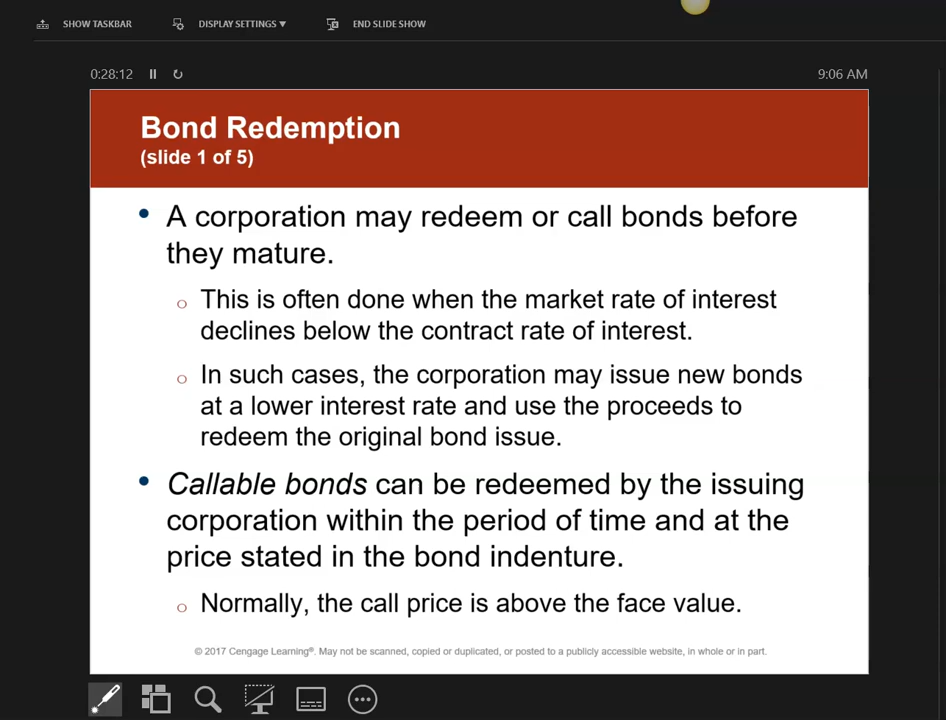 SHOW TASKBAR DISPLAY SETTINGS ▼ END SLIDE SHOW
0:28:12 9:06 AM
Bond Redemption
(slide 1 of 5)
• A corporation may redeem or call bonds before
they mature.
o This is often done when the market rate of interest
declines below the contract rate of interest.
o In such cases, the corporation may issue new bonds
at a lower interest rate and use the proceeds to
redeem the original bond issue.
• Callable bonds can be redeemed by the issuing
corporation within the period of time and at the
price stated in the bond indenture.
o Normally, the call price is above the face value.
© 2017 Cengage Learning®. May not be scanned, copied or duplicated, or posted to a publicly accessible website, in whole or in part.